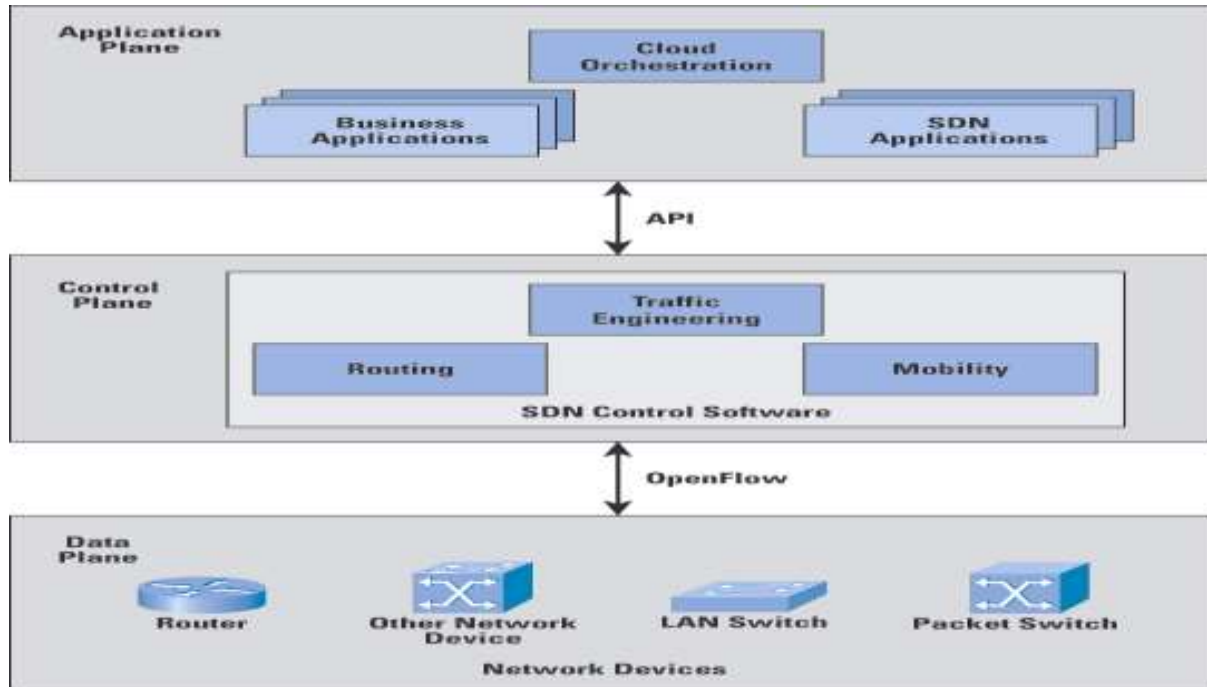 Application
Plane
Cloud
Orchestration
Business
Applications
SDN
Applications
API
Control
Plane
Traffic
Engineering
Routing
Mobility
SDN Control Software
OpenFlow
Data
Plane
Router
Other Network
Device
LAN Switch
Packet Switch
Network Devices